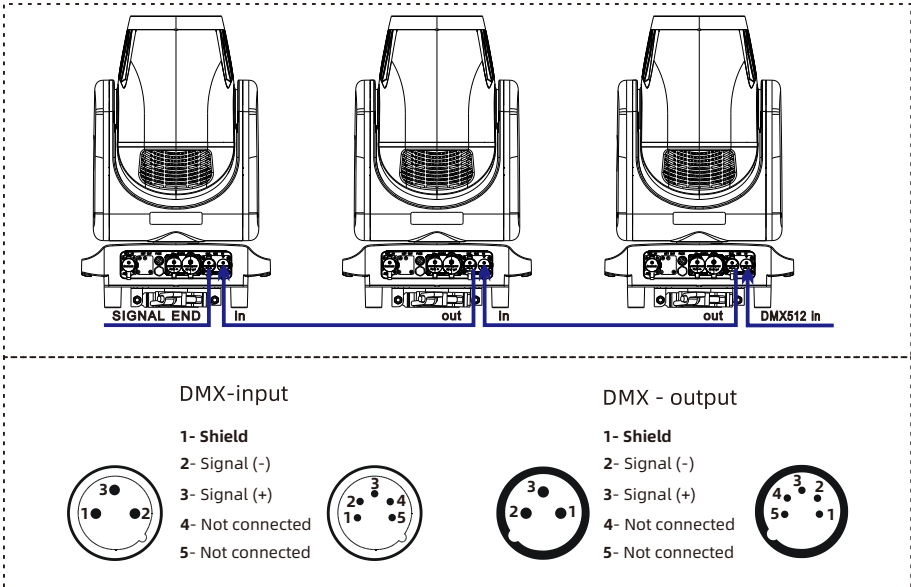 SIGNAL END in out in out DMX512 in
DMX-input
1- Shield
2- Signal (-)
3- Signal (+)
4- Not connected
5- Not connected
3
1 2
3
2 4
1 5
DMX - output
1- Shield
2- Signal (-)
3- Signal (+)
4- Not connected
5- Not connected
3
2 1
3
4 2
5 1